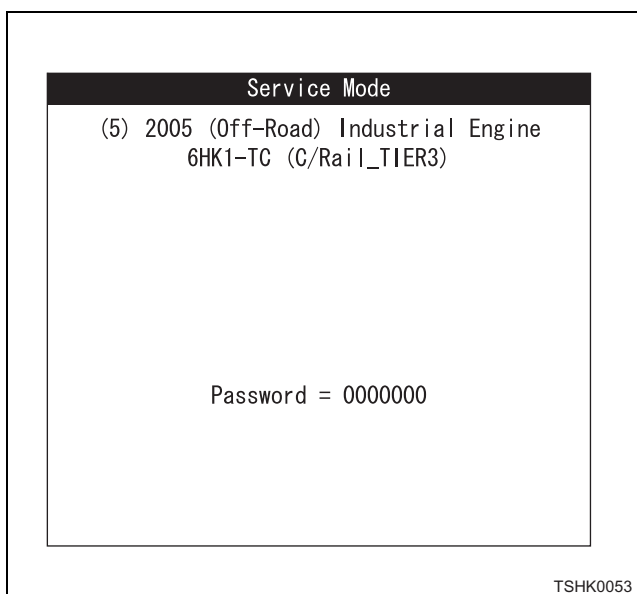 Service Mode
(5) 2005 (Off-Road) Industrial Engine
6HK1-TC (C/Rail_TIER3)
Password = 0000000
TSHK0053